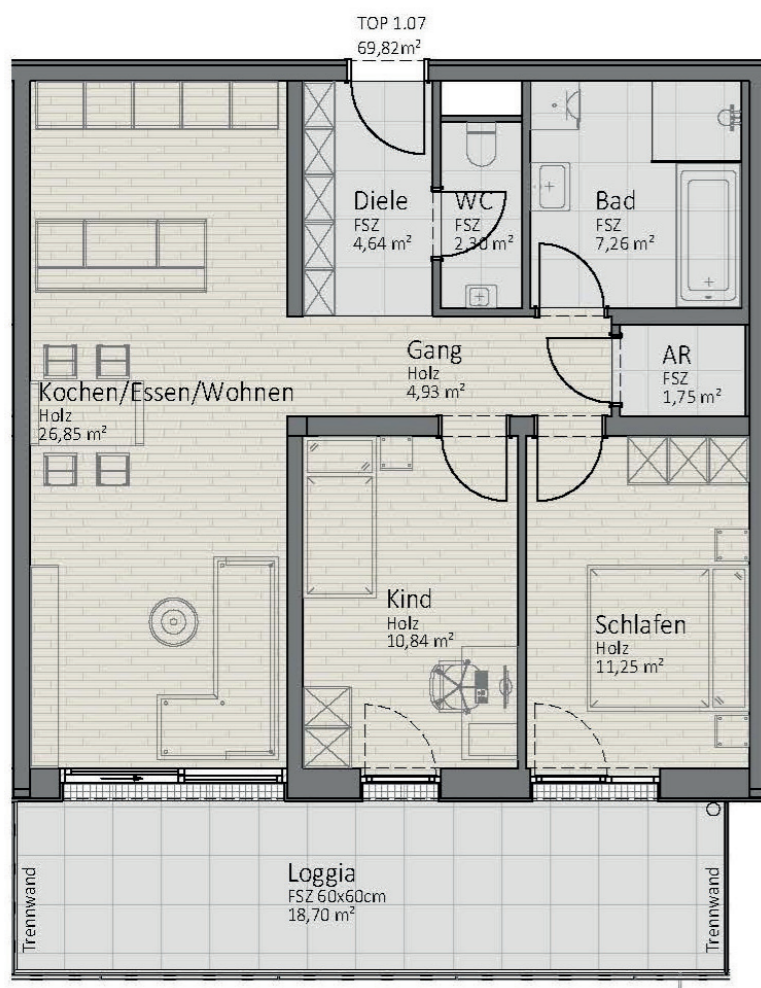 TOP 1.07
69,82m²
Diele
FSZ
4,64 m²
WC
FSZ
2,30 m²
Bad
FSZ
7,26 m²
Gang
Holz
4,93 m²
AR
FSZ
1,75 m²
Kochen/Essen/Wohnen
Holz
26,85 m²
Kind
Holz
10,84 m²
Schlafen
Holz
11,25 m²
Loggia
FSZ 60x60cm
18,70 m²
Trennwand
Trennwand